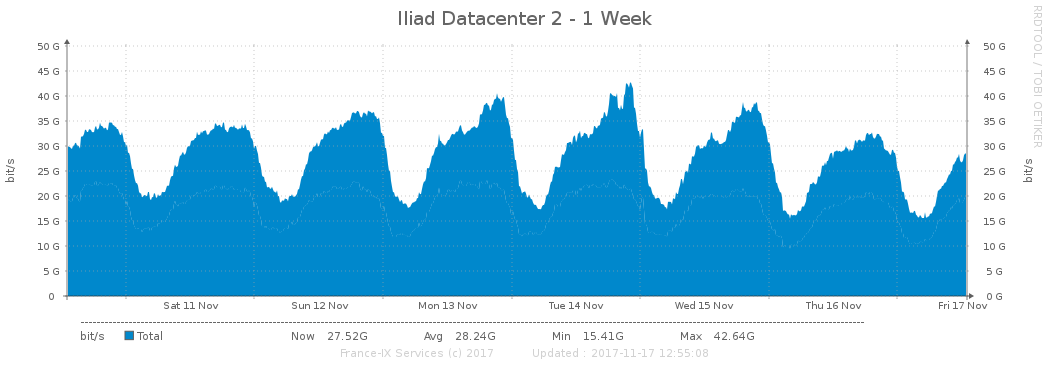 Iliad Datacenter 2 - 1 Week
RRDTOOL / TOBI OETIKER
bit/s
bit/s
50 G 50 G
45 G 45 G
40 G 40 G
35 G 35 G
30 G 30 G
25 G 25 G
20 G 20 G
15 G 15 G
10 G 10 G
5 G 5 G
0 0 G
Sat 11 Nov Sun 12 Nov Mon 13 Nov Tue 14 Nov Wed 15 Nov Thu 16 Nov Fri 17 Nov
bit/s Total Now 27.52G Avg 28.24G Min 15.41G Max 42.64G
France-IX Services (c) 2017 Updated : 2017-11-17 12:55:08